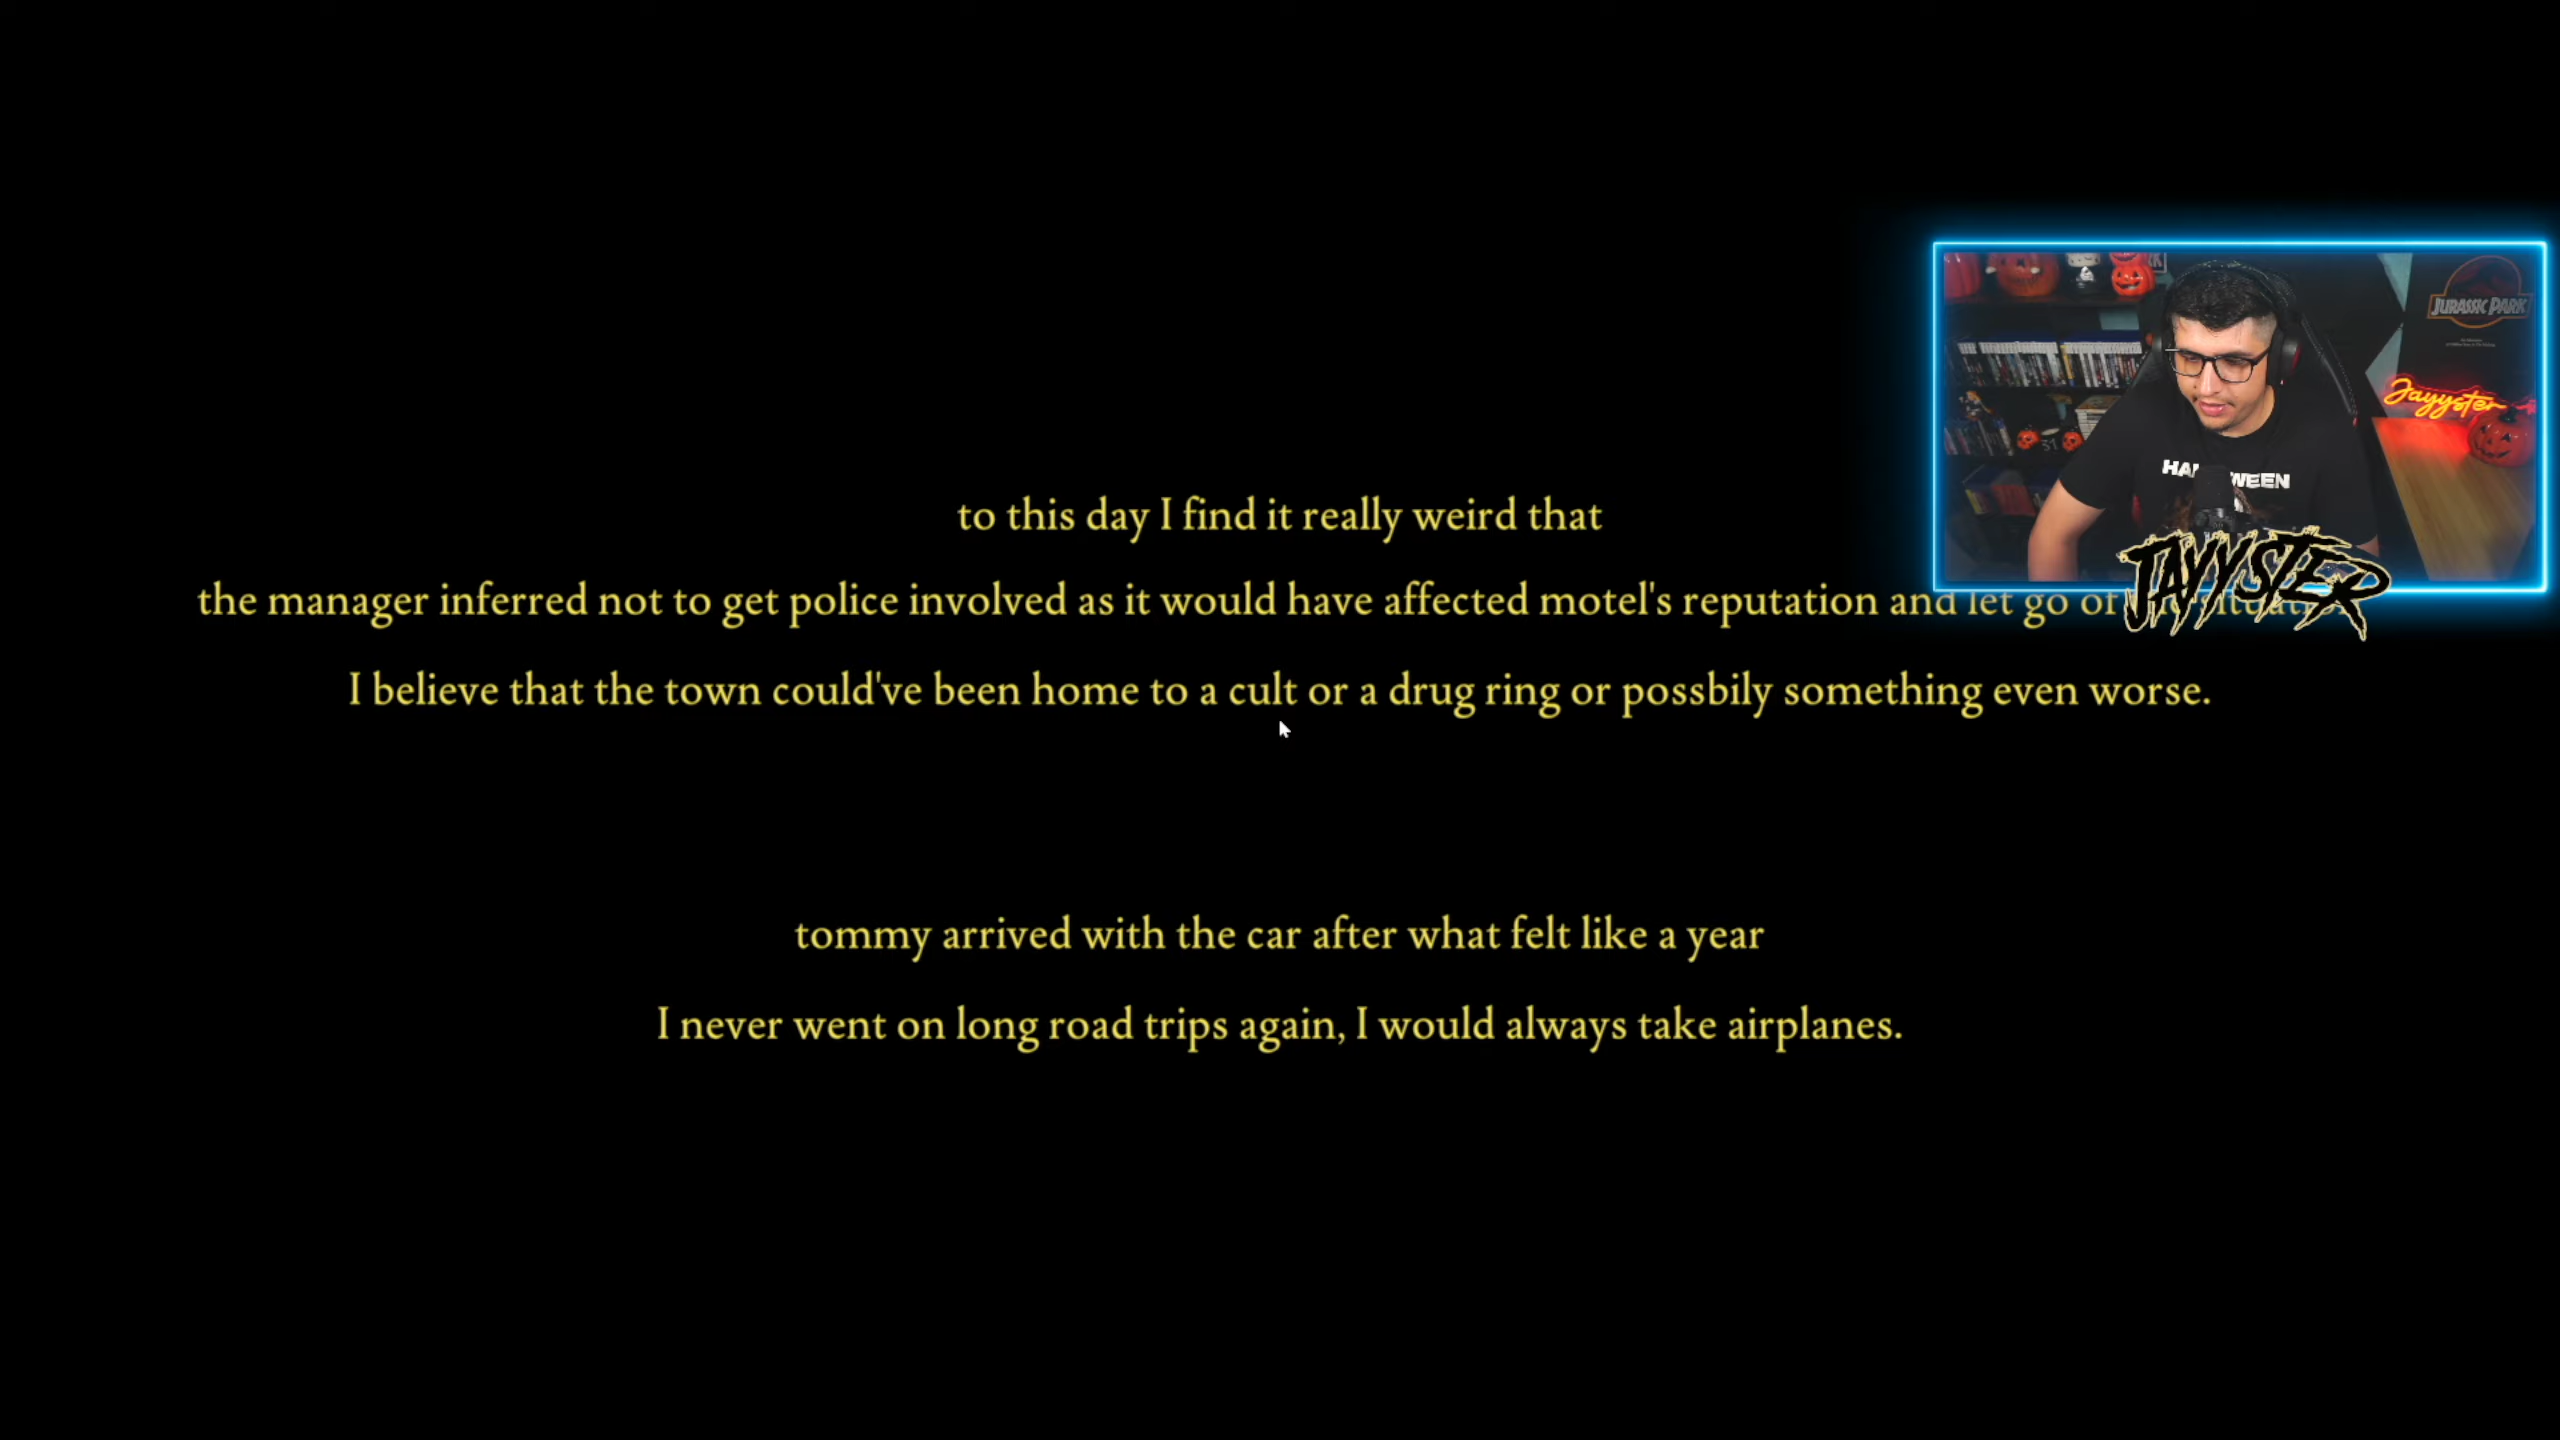 JURASSIC PARK
Jayyster
to this day I find it really weird that
the manager inferred not to get police involved as it would have affected motel's reputation and let go of
JAYYSTER
I believe that the town could've been home to a cult or a drug ring or possbily something even worse.
tommy arrived with the car after what felt like a year
I never went on long road trips again, I would always take airplanes.